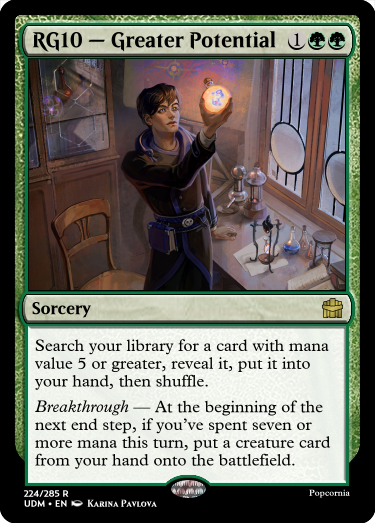 RG10 — Greater Potential 1
Sorcery
Search your library for a card with mana
value 5 or greater, reveal it, put it into
your hand, then shuffle.
Breakthrough — At the beginning of the
next end step, if you've spent seven or
more mana this turn, put a creature card
from your hand onto the battlefield.
224/285 R
Popcornia
UDM • EN Karina Pavlova